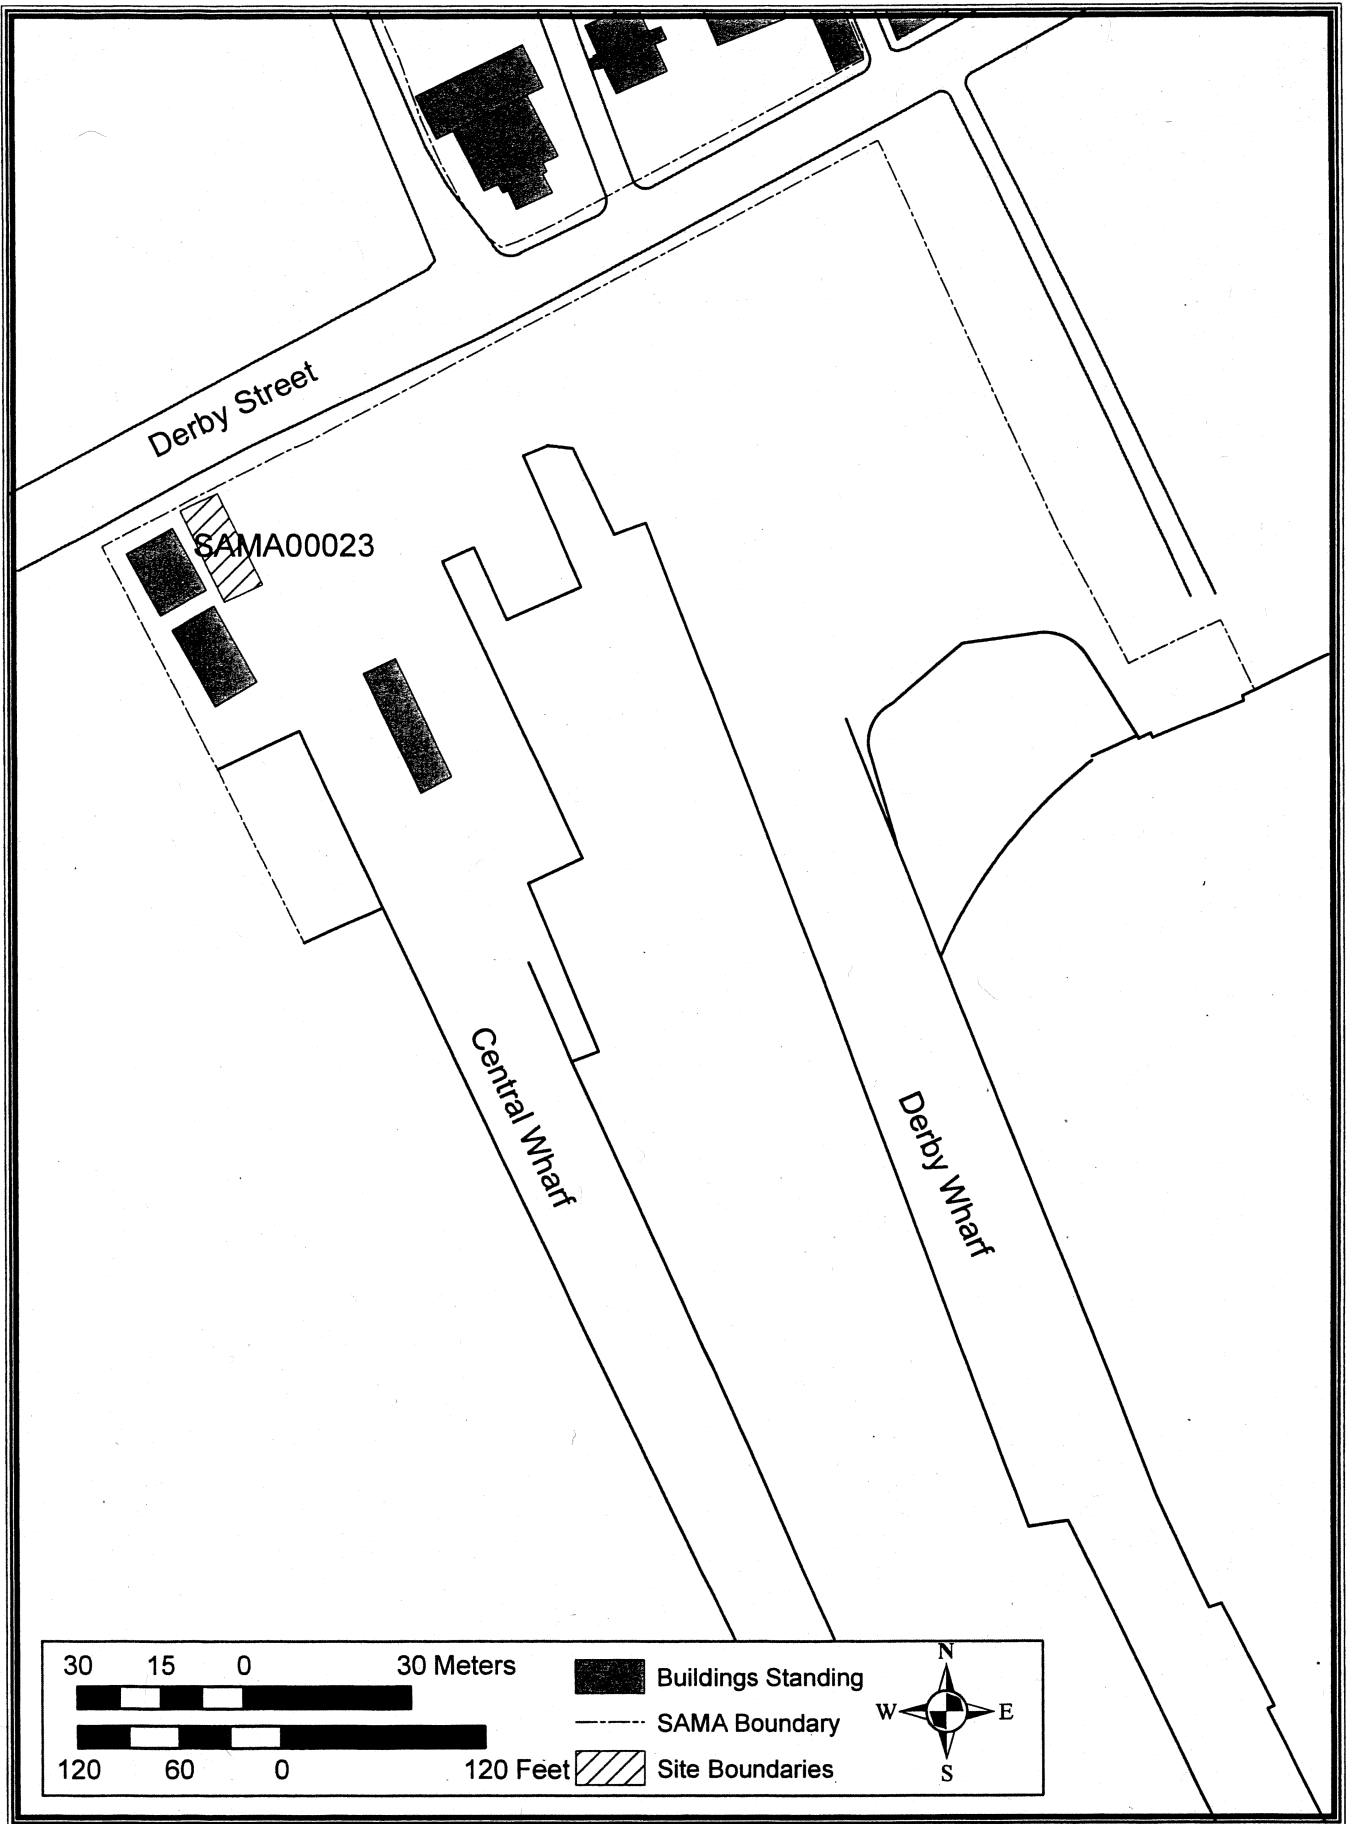 Derby Street
SAMA00023
Central Wharf
Derby Wharf
30 15 0 30 Meters
120 60 0 120 Feet
Buildings Standing
SAMA Boundary
Site Boundaries
N
W E
S